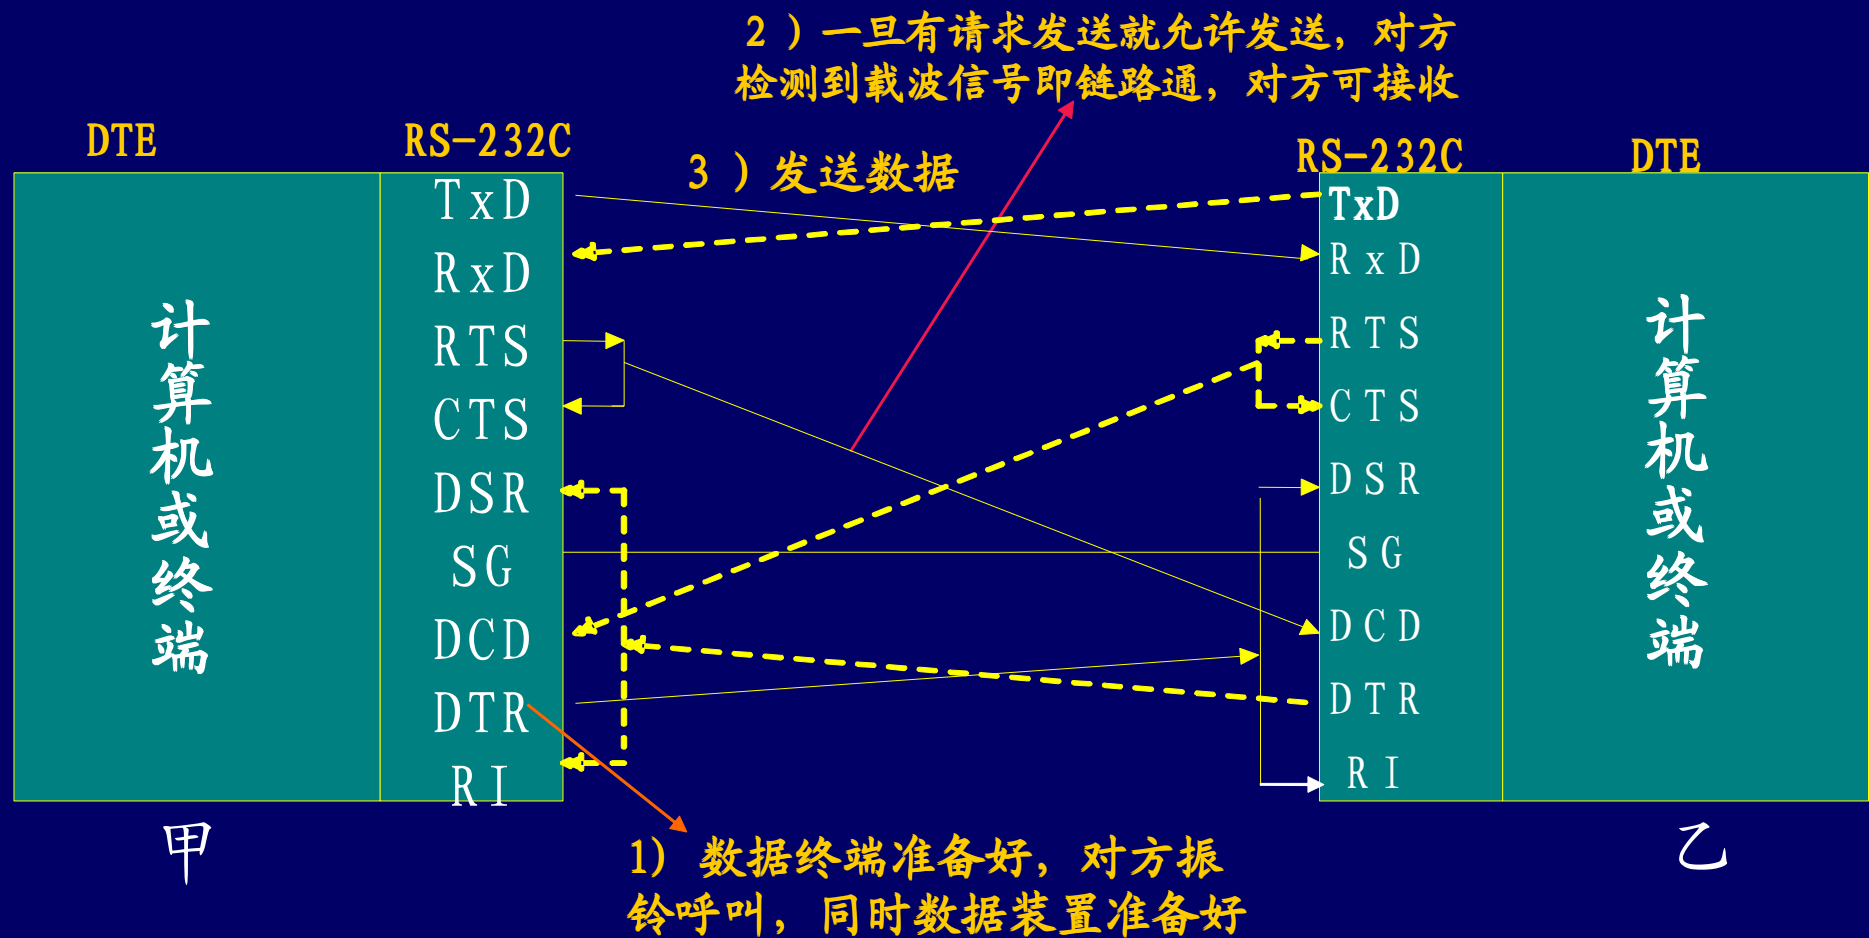 2 ）一旦有请求发送就允许发送，对方
检测到载波信号即链路通，对方可接收
DTE
RS-232C
3 ）发送数据
RS-232C
DTE
TxD
RxD
RTS
CTS
DSR
SG
DCD
DTR
RI
TxD
RxD
RTS
CTS
DSR
SG
DCD
DTR
RI
计算机或终端
计算机或终端
甲
乙
1) 数据终端准备好，对方振
铃呼叫，同时数据装置准备好